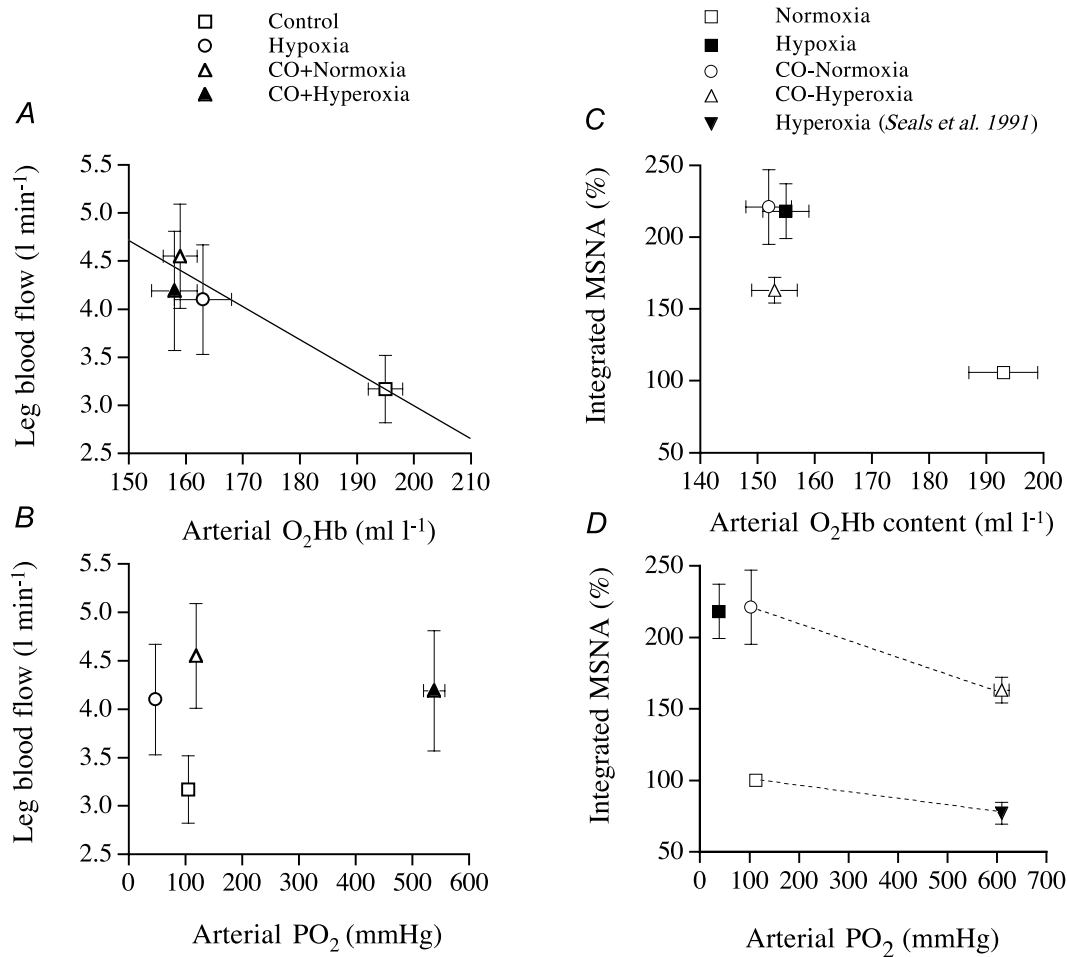 Control
Hypoxia
CO+Normoxia
CO+Hyperoxia
A
Leg blood flow (l min⁻¹)
5.5
5.0
4.5
4.0
3.5
3.0
2.5
150 160 170 180 190 200 210
Arterial O₂Hb (ml l⁻¹)
B
Leg blood flow (l min⁻¹)
5.5
5.0
4.5
4.0
3.5
3.0
2.5
0 100 200 300 400 500 600
Arterial PO₂ (mmHg)
Normoxia
Hypoxia
CO-Normoxia
CO-Hyperoxia
Hyperoxia (Seals et al. 1991)
C
Integrated MSNA (%)
250
200
150
100
50
140 150 160 170 180 190 200
Arterial O₂Hb content (ml l⁻¹)
D
Integrated MSNA (%)
250
200
150
100
50
0 100 200 300 400 500 600 700
Arterial PO₂ (mmHg)